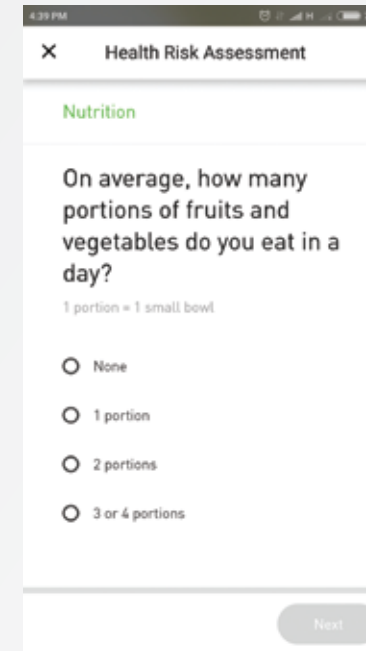 4:39 PM
Health Risk Assessment
Nutrition
On average, how many
portions of fruits and
vegetables do you eat in a
day?
1 portion = 1 small bowl
None
1 portion
2 portions
3 or 4 portions
Next